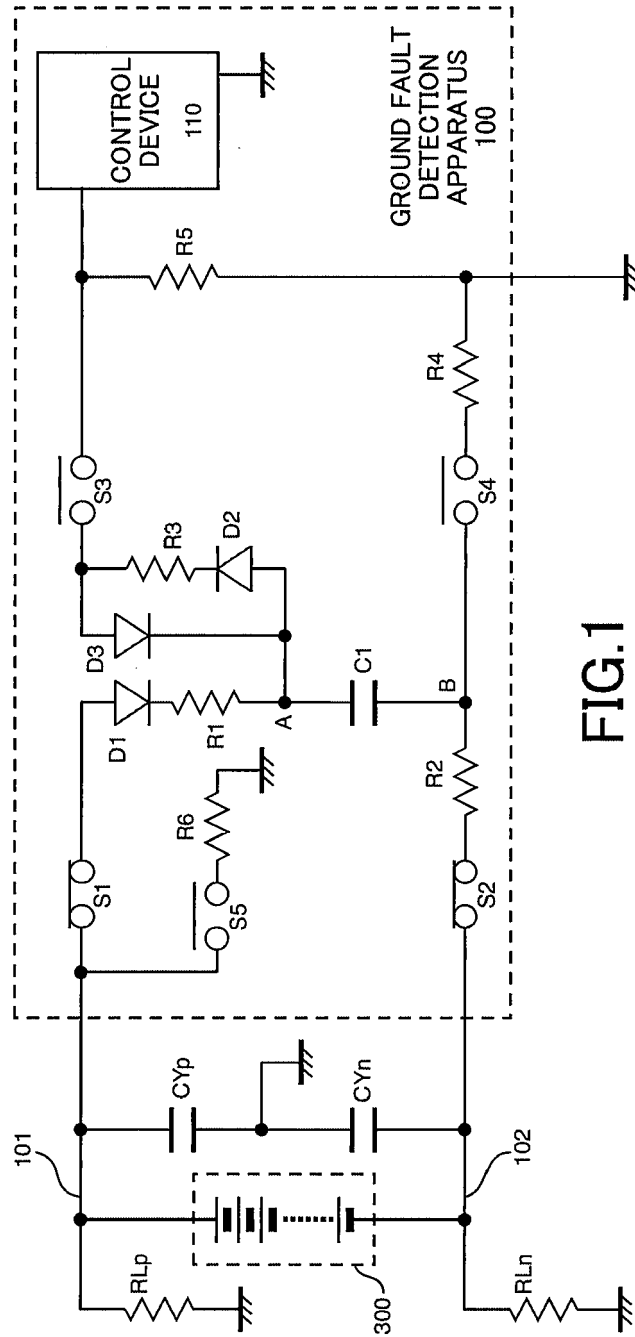 101
RLp
300
CYp
CYn
RLn
102
S1
S5
R6
S2
D1
R1
A
D3
R3
D2
C1
B
R2
S3
S4
R4
R5
CONTROL
DEVICE
110
GROUND FAULT
DETECTION
APPARATUS
100
FIG.1